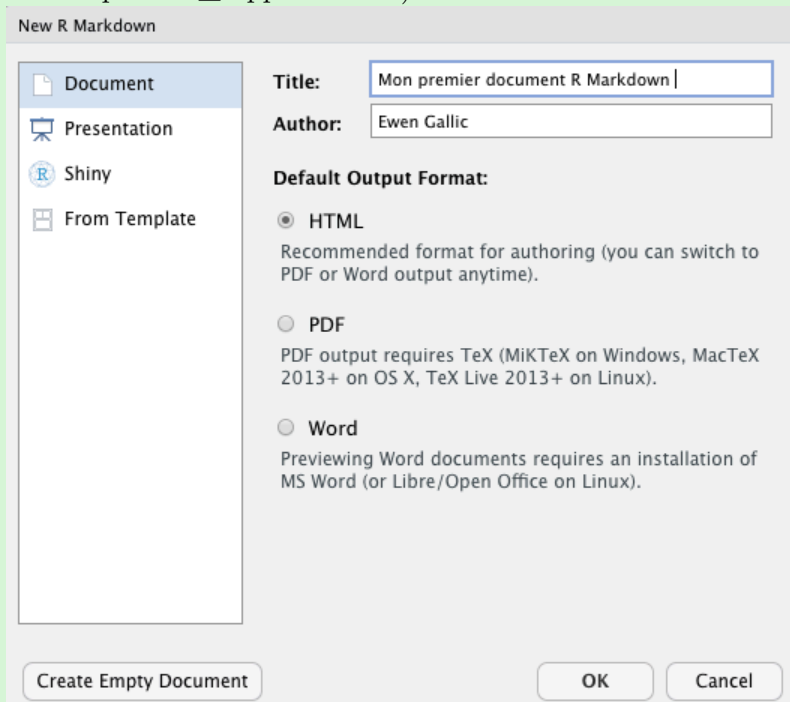 New R Markdown
Document
Presentation
R Shiny
From Template
Title: Mon premier document R Markdown
Author: Ewen Gallic
Default Output Format:
HTML
Recommended format for authoring (you can switch to
PDF or Word output anytime).
PDF
PDF output requires TeX (MiKTeX on Windows, MacTeX
2013+ on OS X, TeX Live 2013+ on Linux).
Word
Previewing Word documents requires an installation of
MS Word (or Libre/Open Office on Linux).
Create Empty Document
OK
Cancel